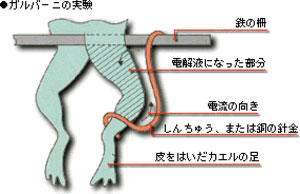 ●ガルバーニの実験
鉄の柵
電解液になった部分
電流の向き
しんちゅう、または銅の針金
皮をはいだカエルの足